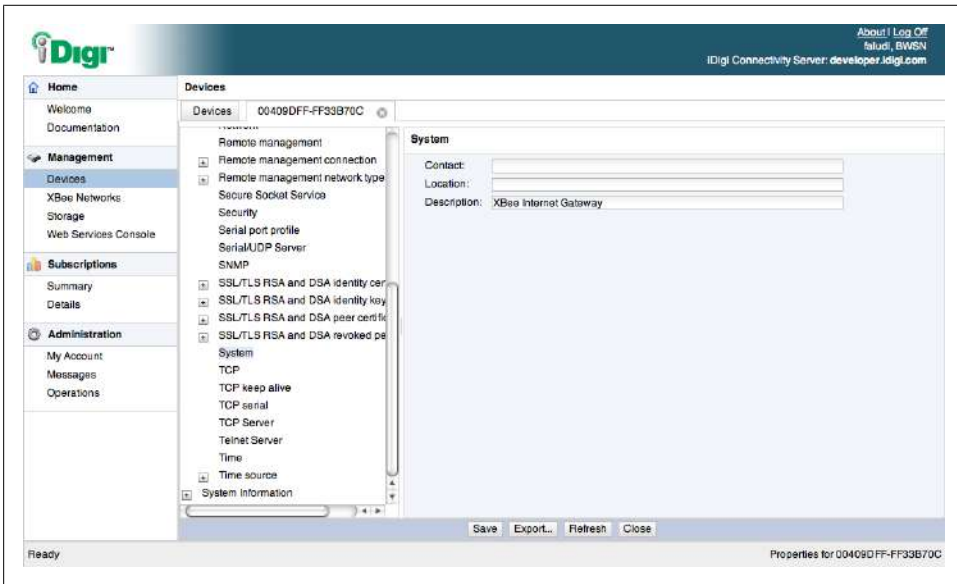 iDigi™
About | Log Off
faludi, BWSN
iDigi Connectivity Server: developer.idigi.com
Home
Welcome
Documentation
Management
Devices
XBee Networks
Storage
Web Services Console
Subscriptions
Summary
Details
Administration
My Account
Messages
Operations
Devices
Devices
00409DFF-FF33B70C
Network
Remote management
Remote management connection
Remote management network type
Secure Socket Service
Security
Serial port profile
Serial/UDP Server
SNMP
SSL/TLS RSA and DSA identity cer
SSL/TLS RSA and DSA identity key
SSL/TLS RSA and DSA peer certific
SSL/TLS RSA and DSA revoked pe
System
TCP
TCP keep alive
TCP serial
TCP Server
Telnet Server
Time
Time source
System Information
System
Contact:
Location:
Description: XBee Internet Gateway
Save Export... Refresh Close
Ready
Properties for 00409DFF-FF33B70C